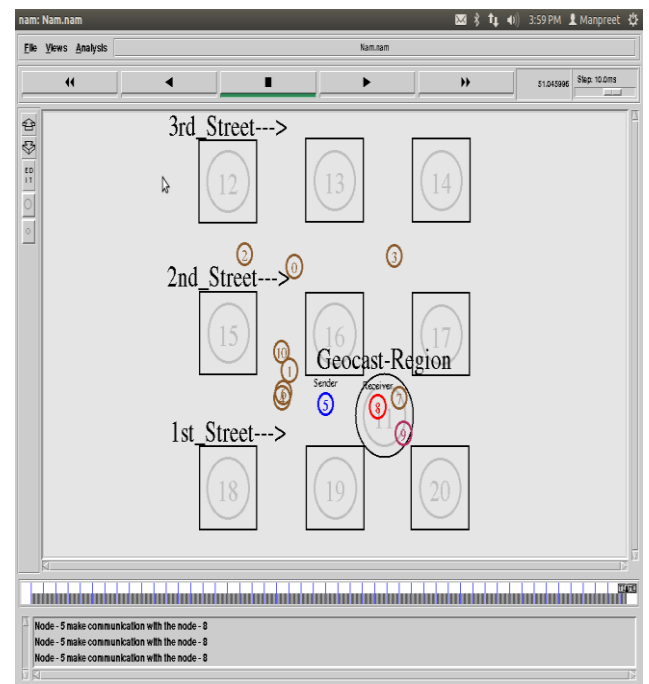 nam: Nam.nam
3:59 PM Manpreet
File Views Analysis
Nam.nam
51.045996
Step: 10.0ms
ED
IT
3rd_Street--->
12
13
14
2
0
3
2nd_Street--->
15
16
17
Geocast-Region
10
1
6
Sender
5
Receiver
8
7
11
9
1st_Street--->
18
19
20
Node - 5 make communication with the node - 8
Node - 5 make communication with the node - 8
Node - 5 make communication with the node - 8